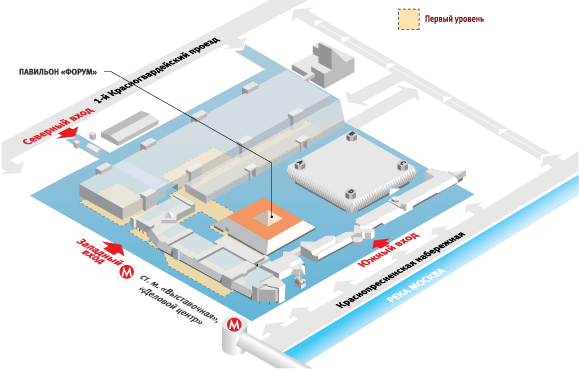 Первый уровень
1-й Красногвардейский проезд
ПАВИЛЬОН «ФОРУМ»
Северный вход
A
B
C
D
Западный
вход
М
Южный вход
ст. м. «Выставочная»,
«Деловой центр»
М
Краснопресненская набережная
РЕКА МОСКВА